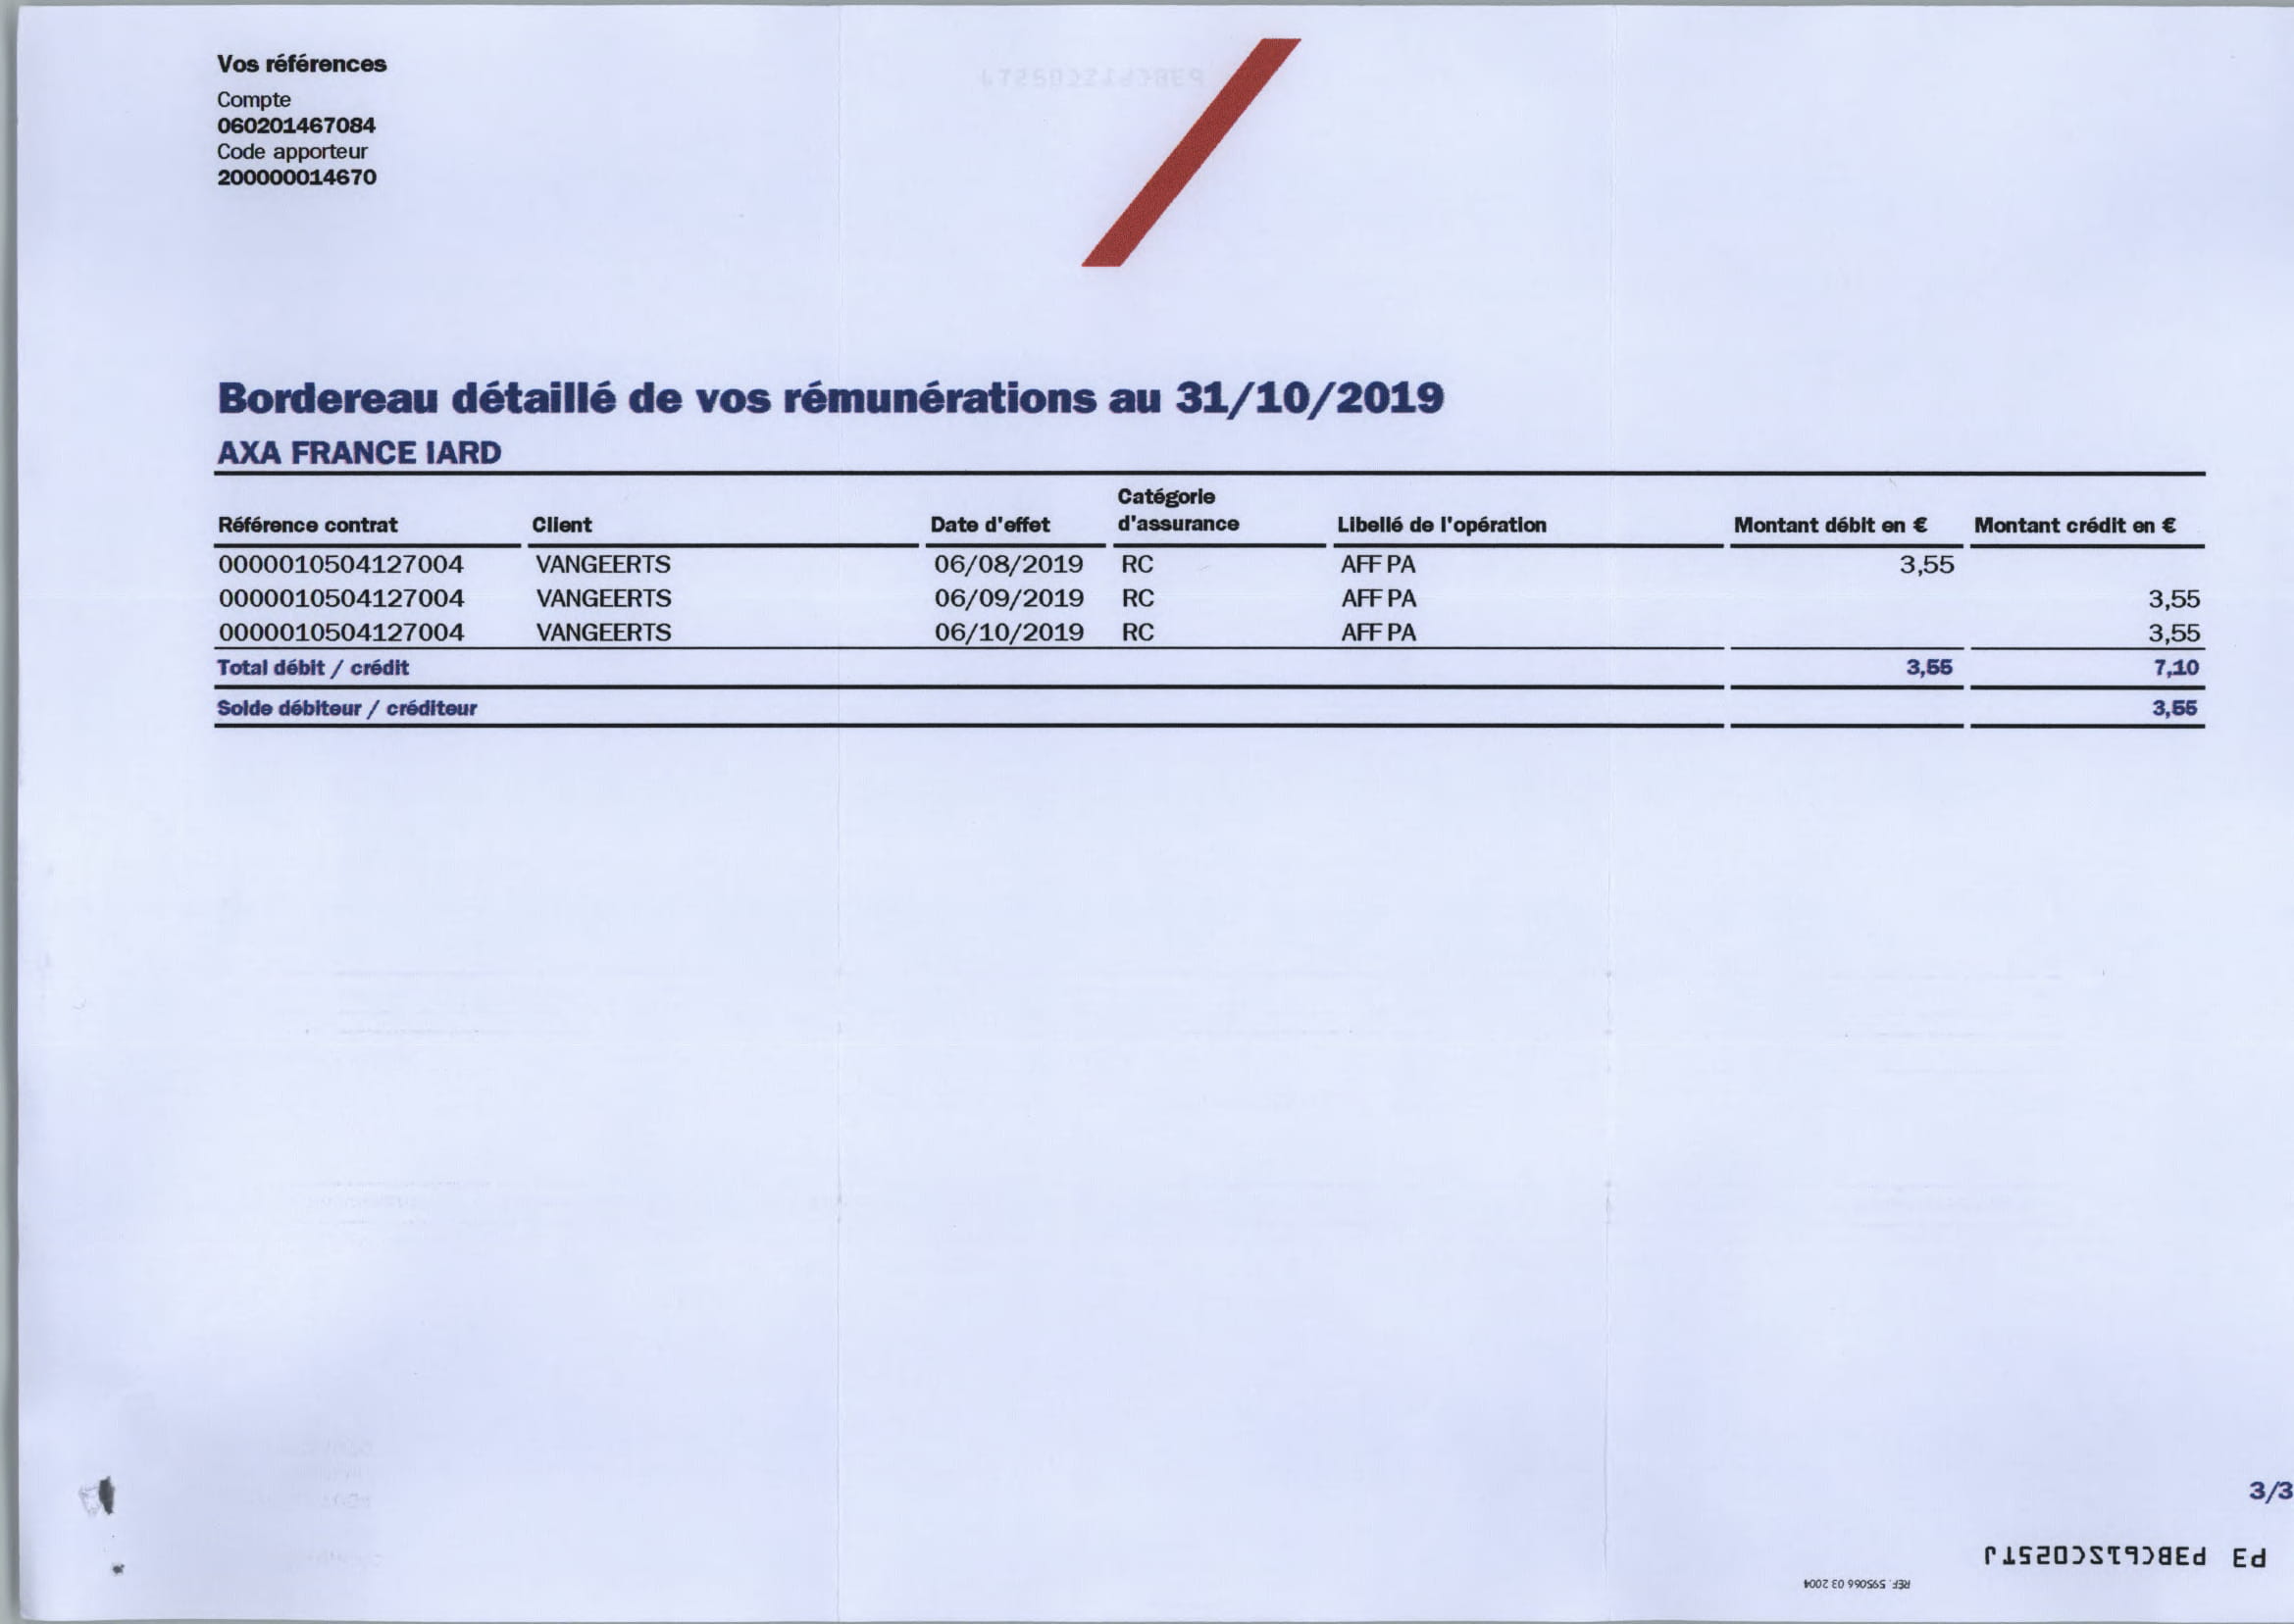 Vos références
Compte
060201467084
Code apporteur
200000014670
Bordereau détaillé de vos rémunérations au 31/10/2019
AXA FRANCE IARD
Référence contrat Client Date d'effet Catégorie d'assurance Libellé de l'opération Montant débit en € Montant crédit en €
0000010504127004 VANGEERTS 06/08/2019 RC AFF PA 3,55
0000010504127004 VANGEERTS 06/09/2019 RC AFF PA 3,55
0000010504127004 VANGEERTS 06/10/2019 RC AFF PA 3,55
Total débit / crédit 3,55 7,10
Solde débiteur / créditeur 3,55
3/3
P3
REF. 595066 03 2004